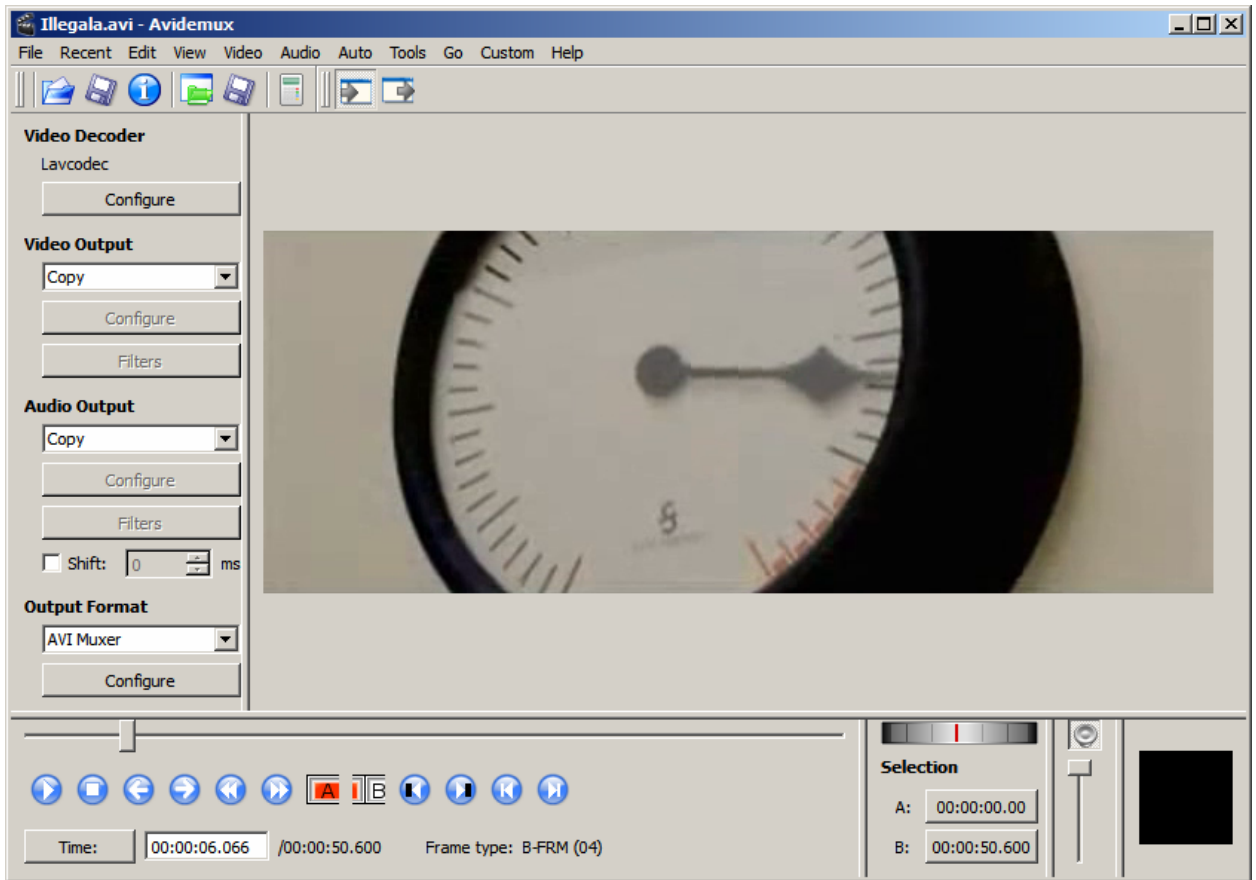 Illegala.avi - Avidemux
File Recent Edit View Video Audio Auto Tools Go Custom Help
Video Decoder
Lavcodec
Configure
Video Output
Copy
Configure
Filters
Audio Output
Copy
Configure
Filters
Shift: 0 ms
Output Format
AVI Muxer
Configure
A B
Time: 00:00:06.066 /00:00:50.600 Frame type: B-FRM (04)
Selection
A: 00:00:00.00
B: 00:00:50.600